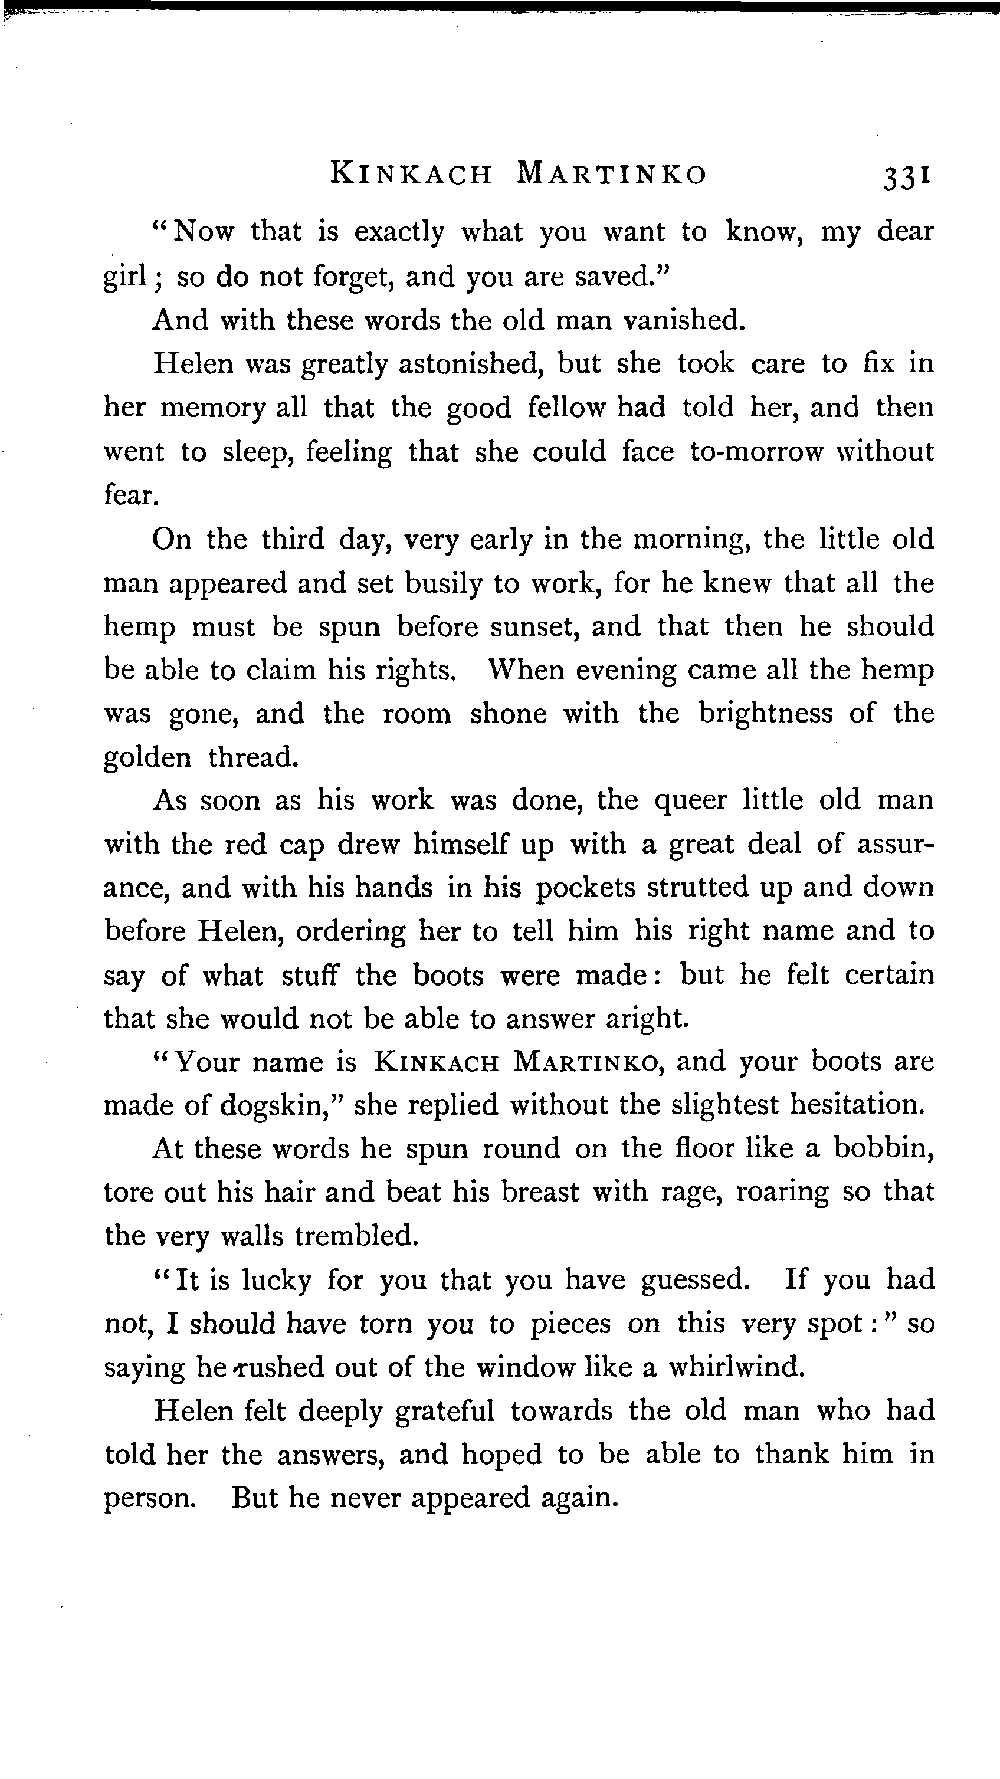 KINKACH MARTINKO 331
“Now that is exactly what you want to know, my dear
girl; so do not forget, and you are saved.”
And with these words the old man vanished.
Helen was greatly astonished, but she took care to fix in
her memory all that the good fellow had told her, and then
went to sleep, feeling that she could face to-morrow without
fear.
On the third day, very early in the morning, the little old
man appeared and set busily to work, for he knew that all the
hemp must be spun before sunset, and that then he should
be able to claim his rights. When evening came all the hemp
was gone, and the room shone with the brightness of the
golden thread.
As soon as his work was done, the queer little old man
with the red cap drew himself up with a great deal of assur-
ance, and with his hands in his pockets strutted up and down
before Helen, ordering her to tell him his right name and to
say of what stuff the boots were made: but he felt certain
that she would not be able to answer aright.
“Your name is KINKACH MARTINKO, and your boots are
made of dogskin,” she replied without the slightest hesitation.
At these words he spun round on the floor like a bobbin,
tore out his hair and beat his breast with rage, roaring so that
the very walls trembled.
“It is lucky for you that you have guessed. If you had
not, I should have torn you to pieces on this very spot:” so
saying he rushed out of the window like a whirlwind.
Helen felt deeply grateful towards the old man who had
told her the answers, and hoped to be able to thank him in
person. But he never appeared again.